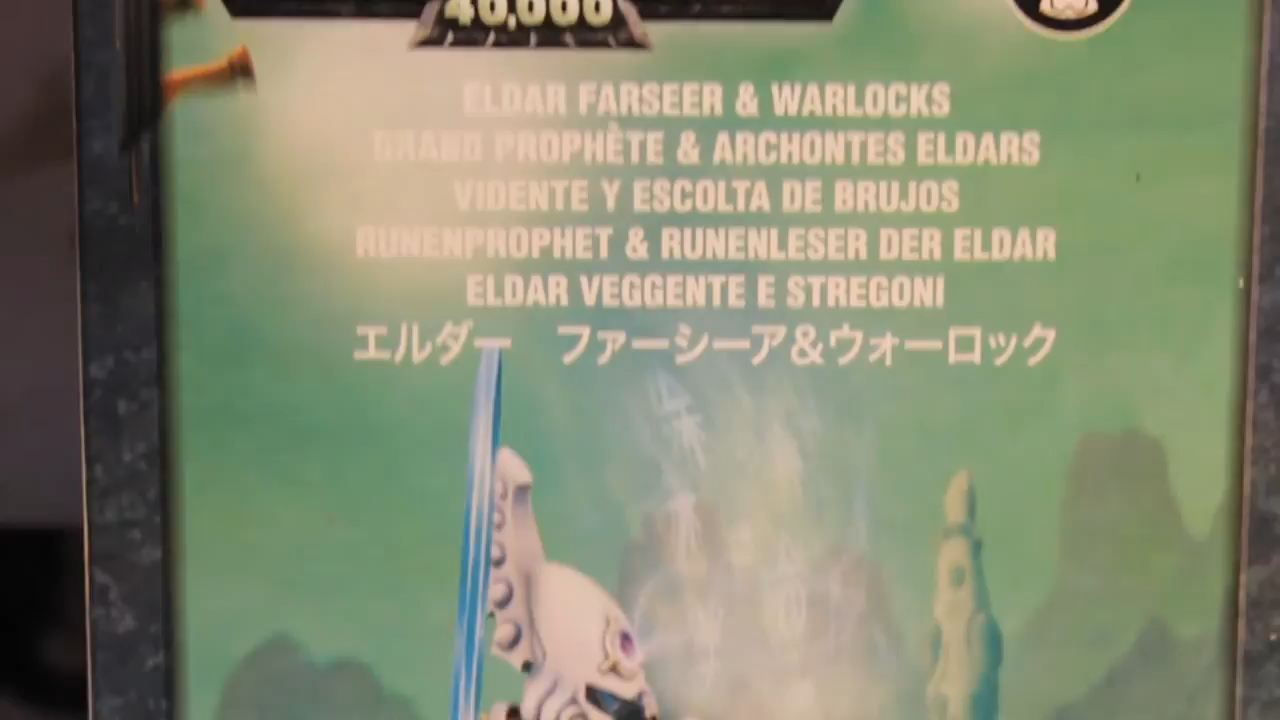 40,000
ELDAR FARSEER & WARLOCKS
GRAND PROPHÈTE & ARCHONTES ELDARS
VIDENTE Y ESCOLTA DE BRUJOS
RUNENPROPHET & RUNENLESER DER ELDAR
ELDAR VEGGENTE E STREGONI
エルダー　ファーシーア&ウォーロック